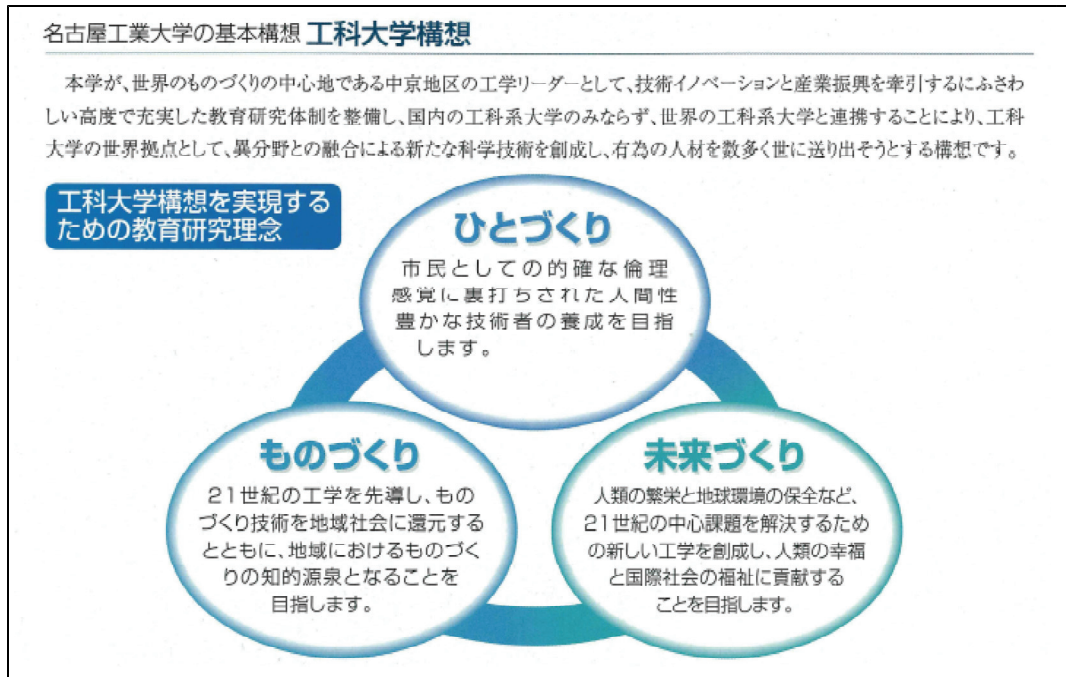 名古屋工業大学の基本構想 工科大学構想
本学が、世界のものづくりの中心地である中京地区の工学リーダーとして、技術イノベーションと産業振興を牽引するにふさわ
しい高度で充実した教育研究体制を整備し、国内の工科系大学のみならず、世界の工科系大学と連携することにより、工科
大学の世界拠点として、異分野との融合による新たな科学技術を創成し、有為の人材を数多く世に送り出そうとする構想です。
工科大学構想を実現する
ための教育研究理念
ひとづくり
市民としての的確な倫理
感覚に裏打ちされた人間性
豊かな技術者の養成を目指
します。
ものづくり
21世紀の工学を先導し、もの
づくり技術を地域社会に還元する
とともに、地域におけるものづく
りの知的源泉となることを
目指します。
未来づくり
人類の繁栄と地球環境の保全など、
21世紀の中心課題を解決するため
の新しい工学を創成し、人類の幸福
と国際社会の福祉に貢献する
ことを目指します。